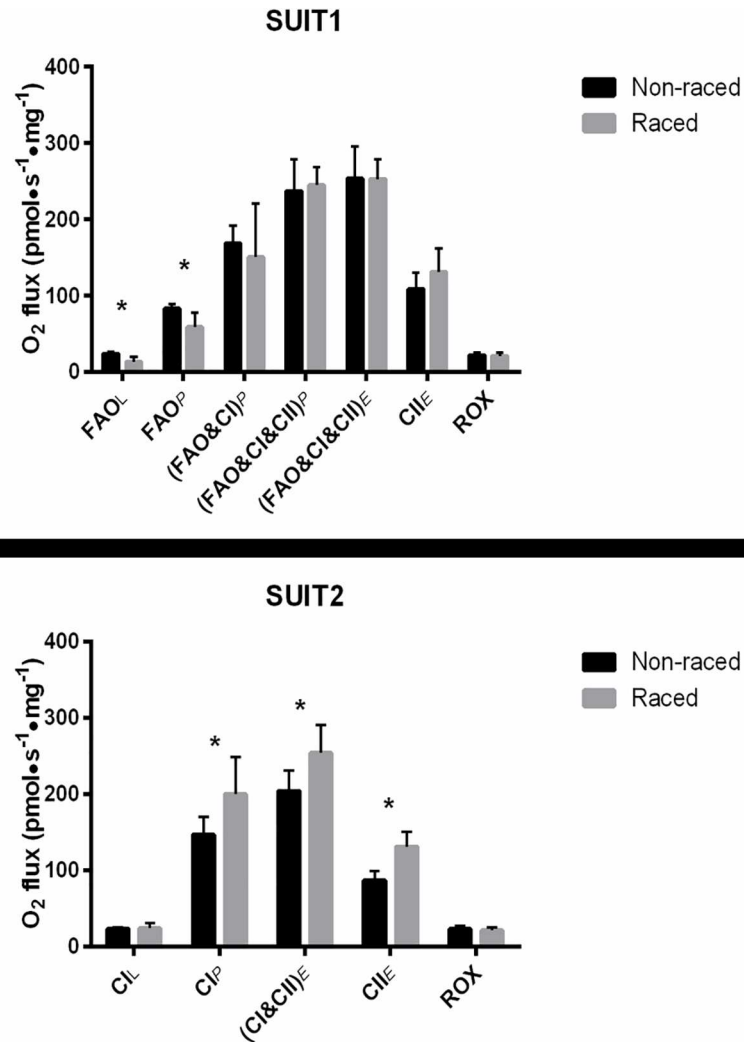 SUIT1
O₂ flux (pmol•s⁻¹•mg⁻¹)
400
300
200
100
0
*
*
FAOL
FAOP
(FAO&CI)P
(FAO&CI&CII)P
(FAO&CI&CII)E
CIIE
ROX
Non-raced
Raced
SUIT2
O₂ flux (pmol•s⁻¹•mg⁻¹)
400
300
200
100
0
*
*
*
CIL
CIP
(CI&CII)E
CIIE
ROX
Non-raced
Raced